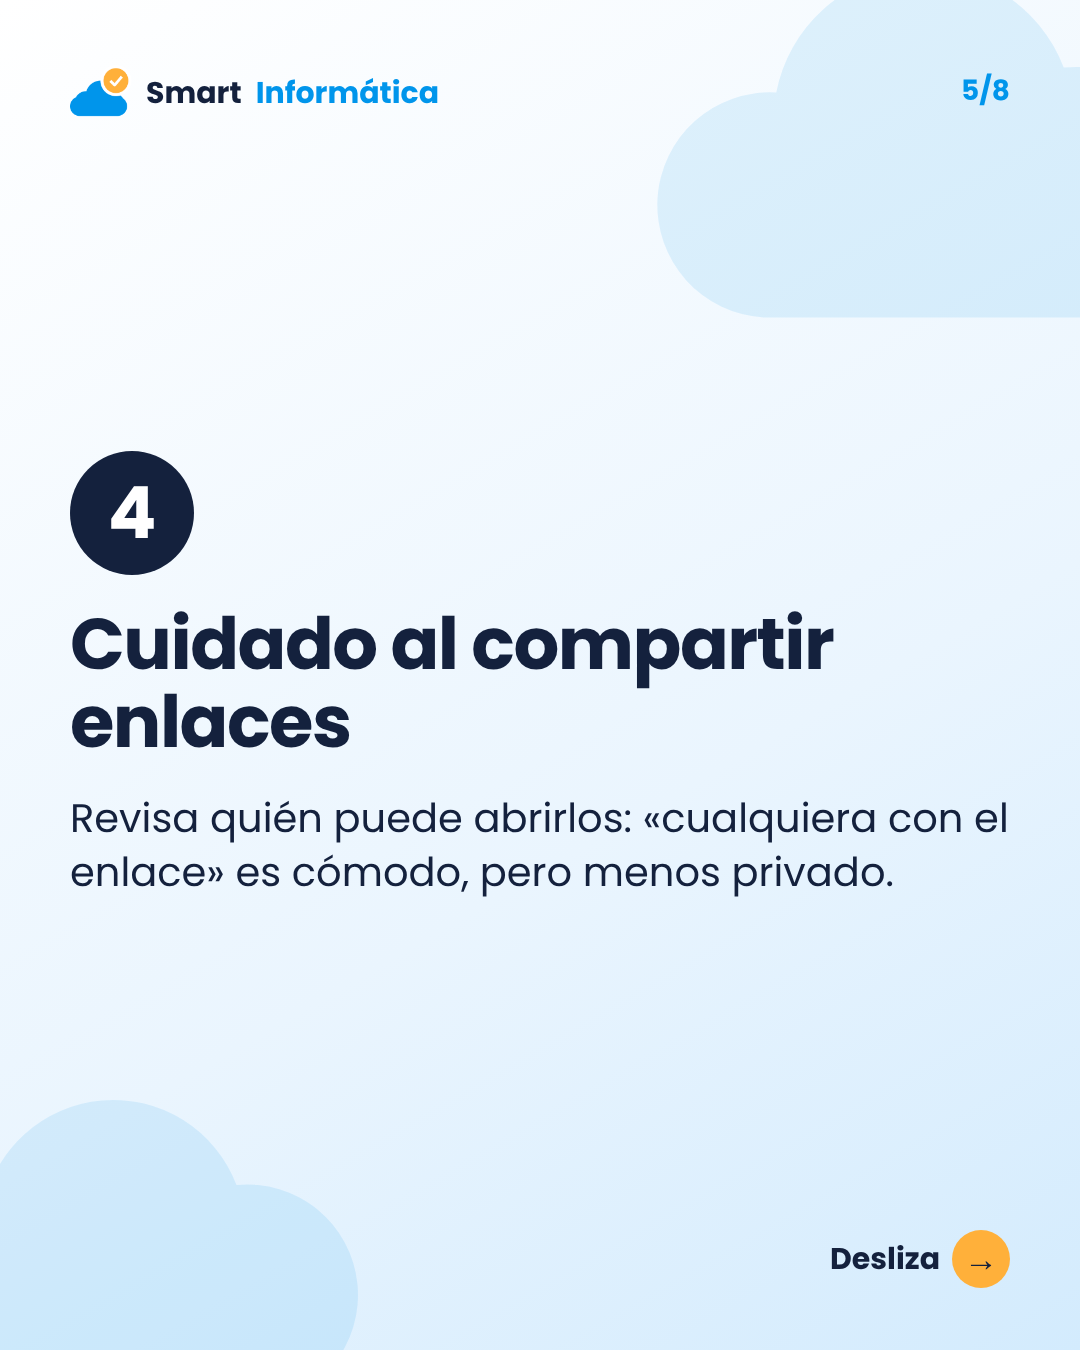 Smart Informática
5/8
4
Cuidado al compartir
enlaces
Revisa quién puede abrirlos: «cualquiera con el
enlace» es cómodo, pero menos privado.
Desliza →